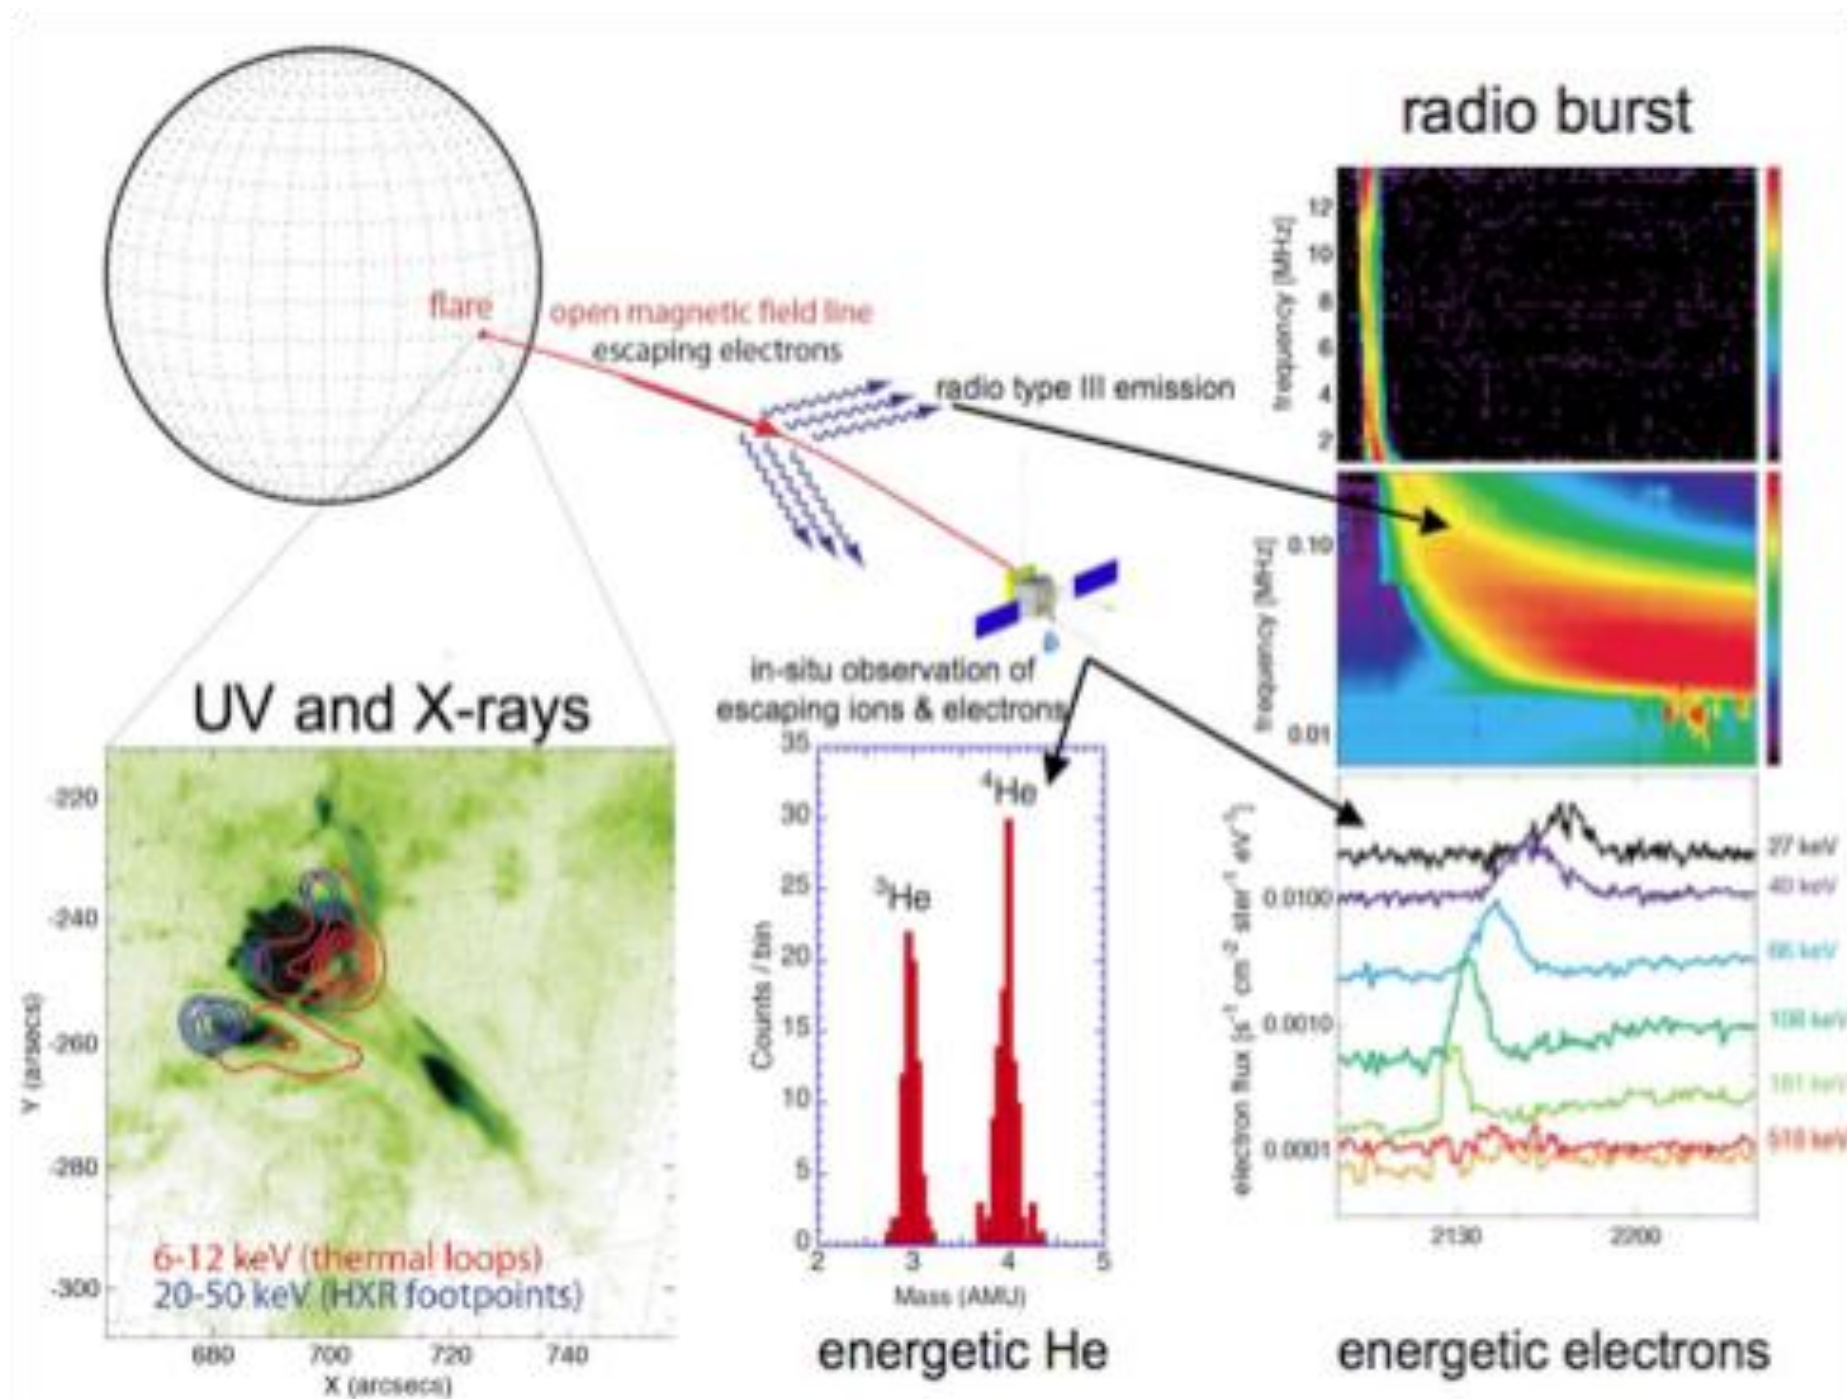 radio burst
12
10
8
6
4
2
frequency [MHz]
flare
open magnetic field line
escaping electrons
radio type III emission
0.10
0.01
frequency [MHz]
in-situ observation of
escaping ions & electrons
UV and X-rays
-220
-240
-260
-280
-300
Y (arsecs)
6-12 keV (thermal loops)
20-50 keV (HXR footpoints)
680
700
720
740
X (arcsecs)
35
30
25
20
15
10
5
0
Counts / bin
³He
⁴He
2
3
4
5
Mass (AMU)
energetic He
electron flux [s⁻¹ cm⁻² ster⁻¹ eV⁻¹]
0.0100
0.0010
0.0001
27 keV
40 keV
66 keV
108 keV
181 keV
2130
2200
energetic electrons